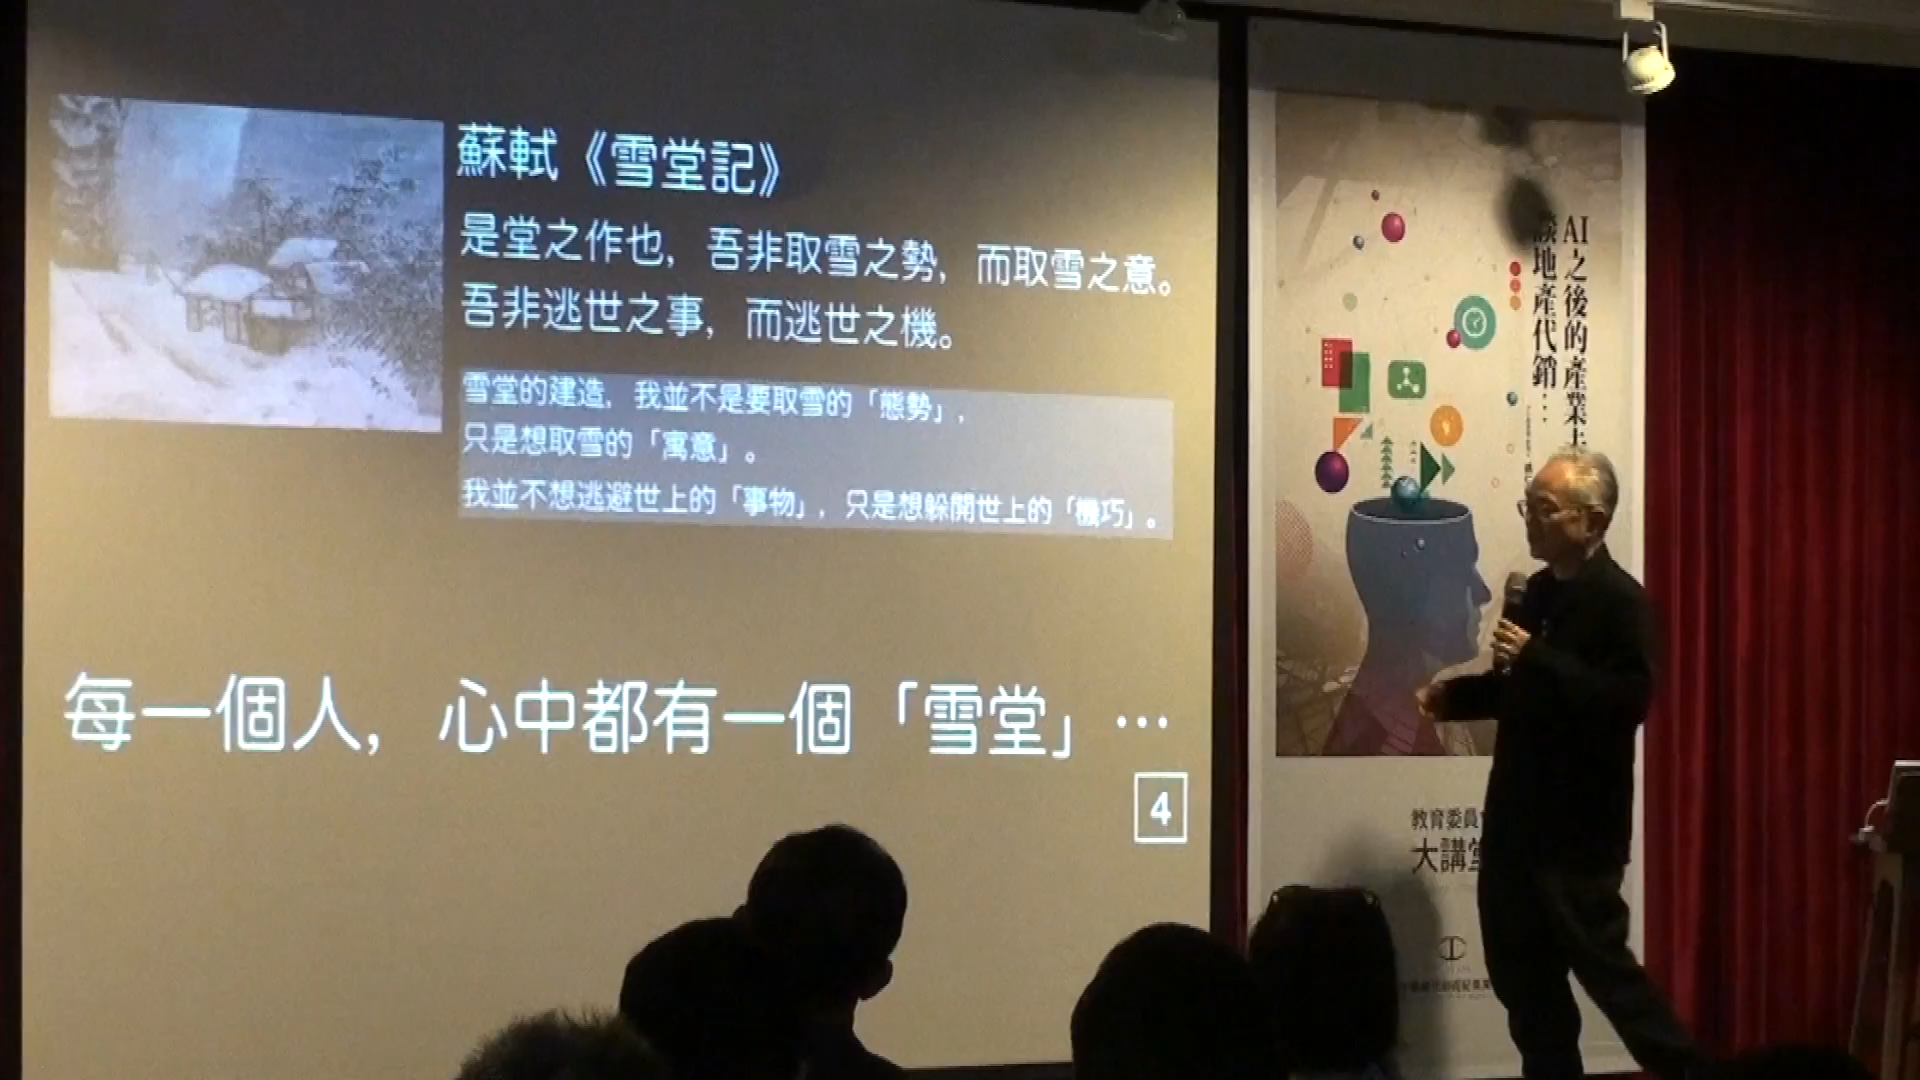 蘇軾《雪堂記》
是堂之作也，吾非取雪之勢，而取雪之意。
吾非逃世之事，而逃世之機。
雪堂的建造，我並不是要取雪的「態勢」，
只是想取雪的「寓意」。
我並不想逃避世上的「事物」，只是想躲開世上的「機巧」。
每一個人，心中都有一個「雪堂」…
4
AI之後的產業
談地產代銷…
教育委員
大講堂